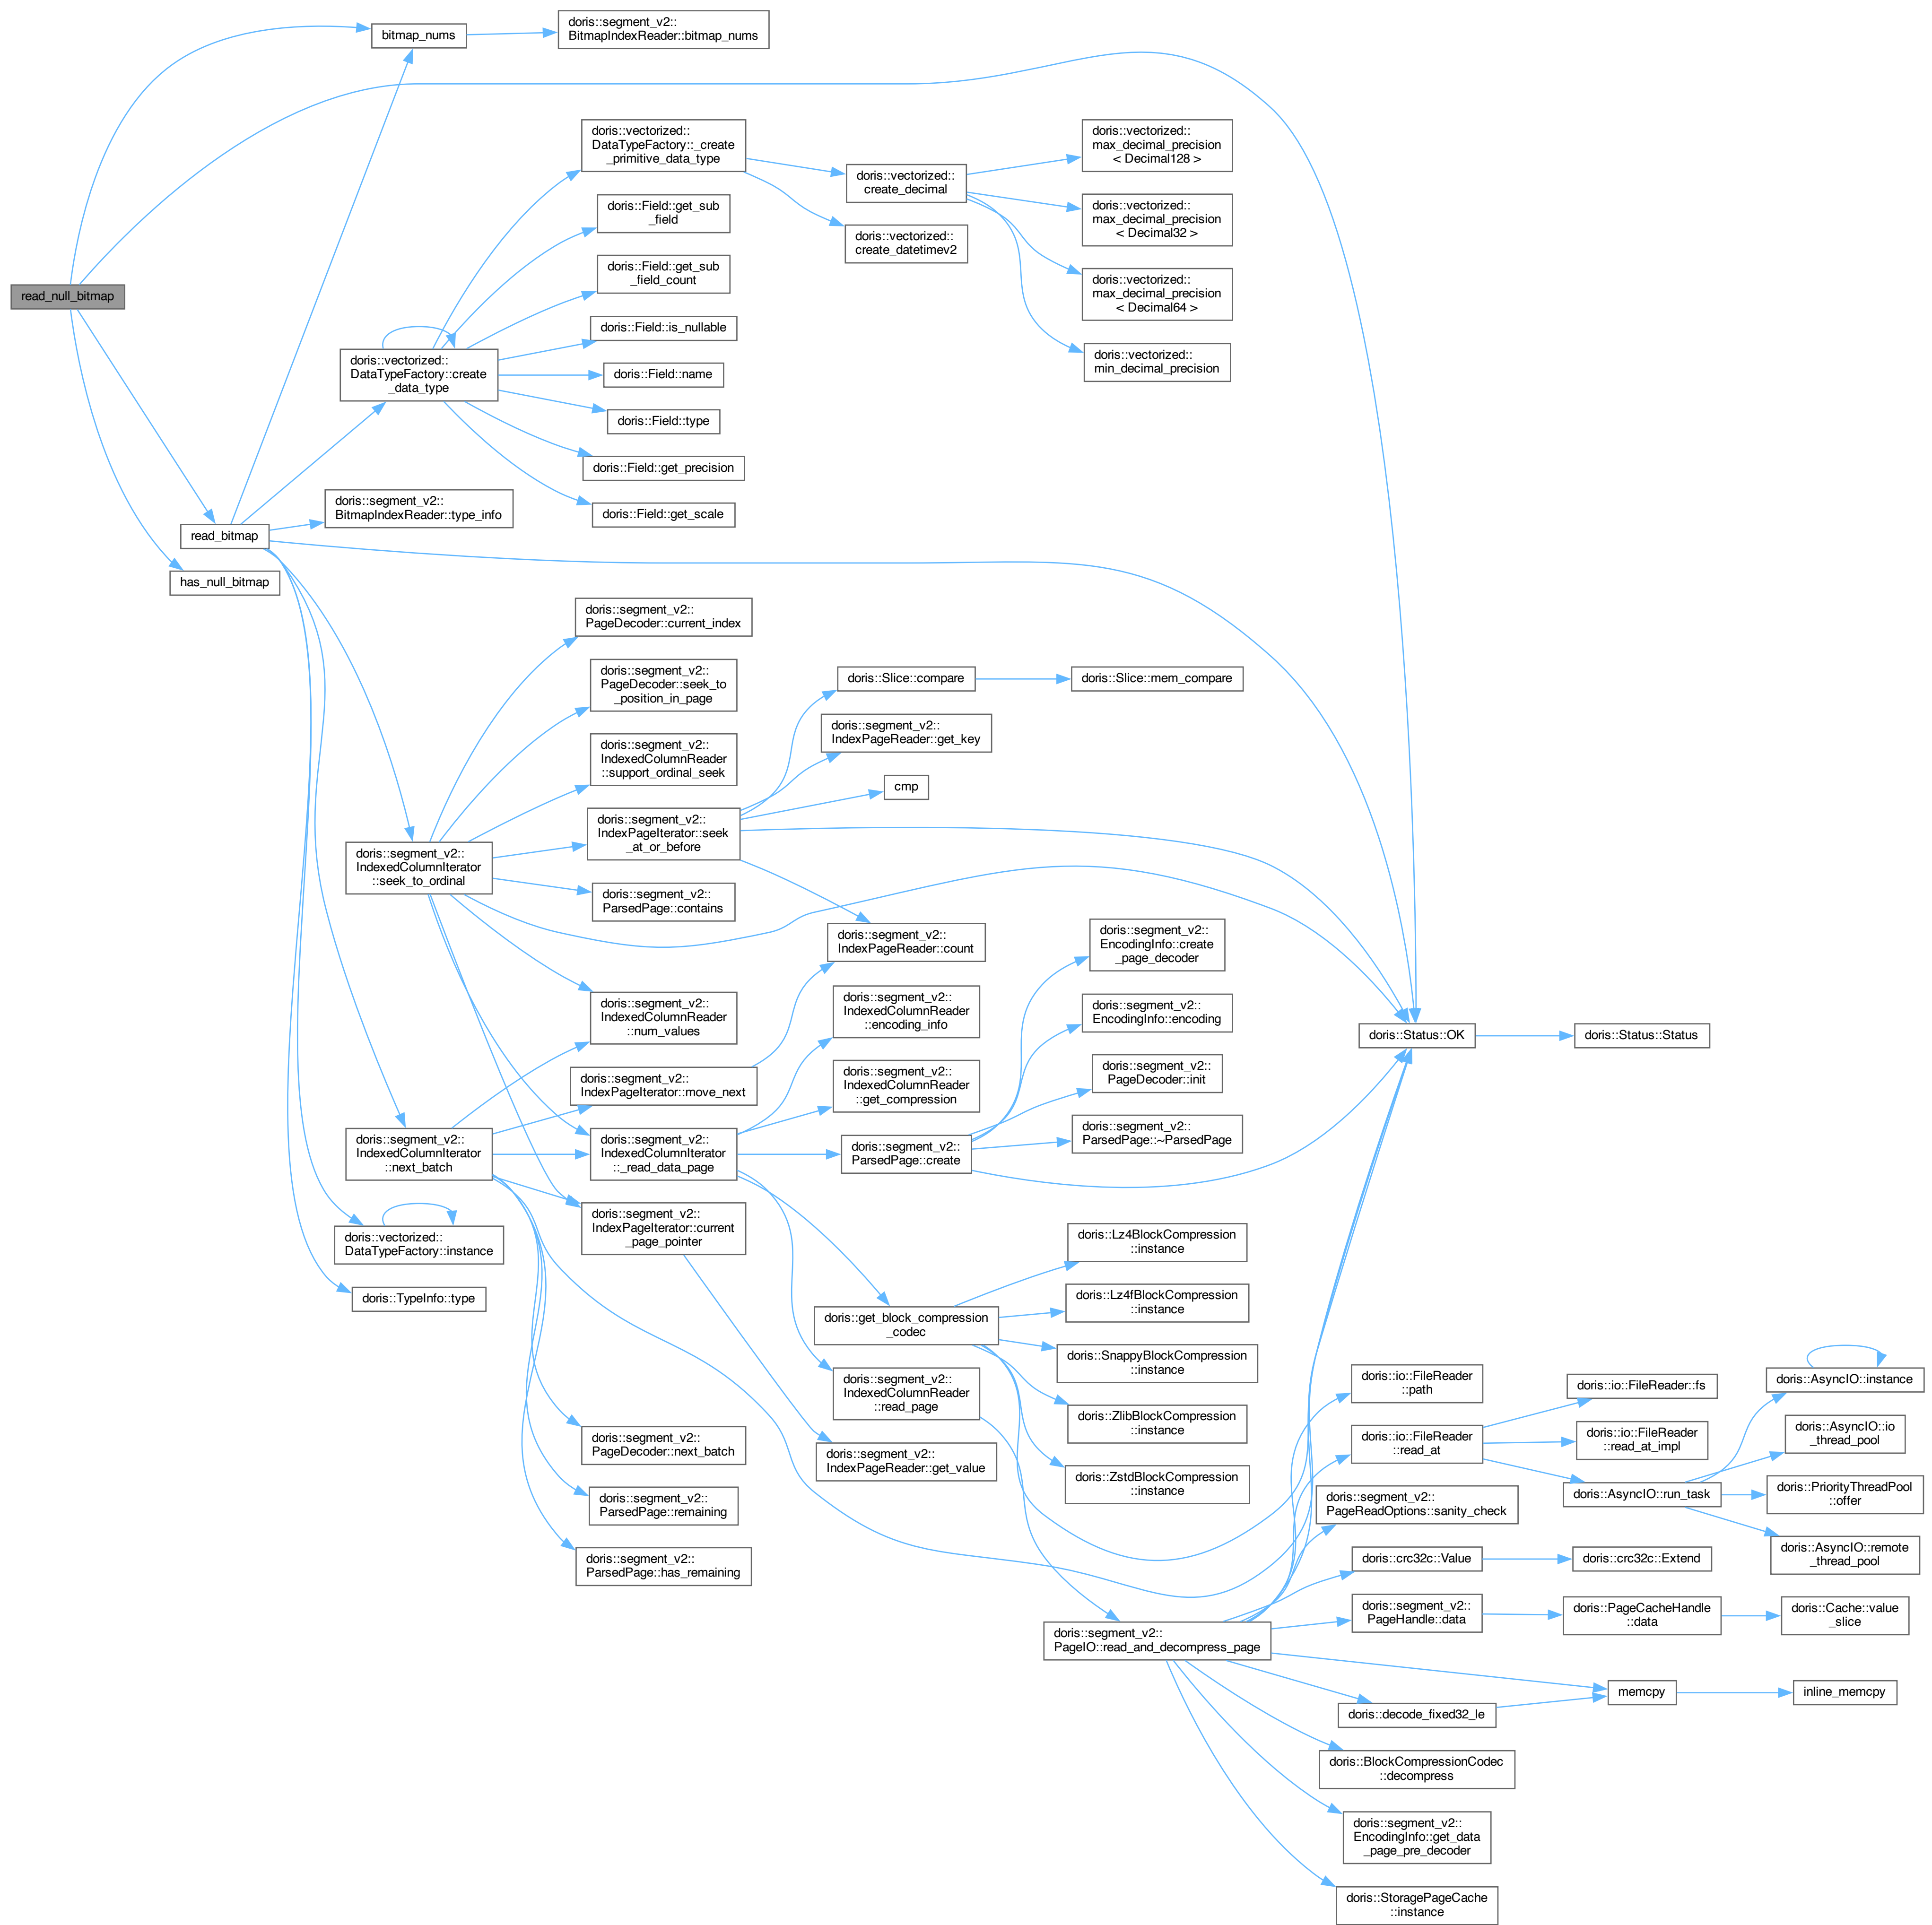 read_null_bitmap
bitmap_nums
doris::segment_v2::
BitmapIndexReader::bitmap_nums
read_bitmap
has_null_bitmap
doris::vectorized::
DataTypeFactory::create
_data_type
doris::segment_v2::
BitmapIndexReader::type_info
doris::vectorized::
DataTypeFactory::_create
_primitive_data_type
doris::Field::get_sub
_field
doris::Field::get_sub
_field_count
doris::Field::is_nullable
doris::Field::name
doris::Field::type
doris::Field::get_precision
doris::Field::get_scale
doris::vectorized::
create_decimal
doris::vectorized::
create_datetimev2
doris::vectorized::
max_decimal_precision
< Decimal128 >
doris::vectorized::
max_decimal_precision
< Decimal32 >
doris::vectorized::
max_decimal_precision
< Decimal64 >
doris::vectorized::
min_decimal_precision
doris::segment_v2::
IndexedColumnIterator
::seek_to_ordinal
doris::segment_v2::
IndexedColumnIterator
::next_batch
doris::vectorized::
DataTypeFactory::instance
doris::TypeInfo::type
doris::segment_v2::
PageDecoder::current_index
doris::segment_v2::
PageDecoder::seek_to
_position_in_page
doris::segment_v2::
IndexedColumnReader
::support_ordinal_seek
doris::segment_v2::
IndexPageIterator::seek
_at_or_before
doris::segment_v2::
ParsedPage::contains
doris::segment_v2::
IndexedColumnReader
::num_values
doris::segment_v2::
IndexPageIterator::move_next
doris::segment_v2::
IndexedColumnIterator
::_read_data_page
doris::segment_v2::
IndexPageIterator::current
_page_pointer
doris::segment_v2::
PageDecoder::next_batch
doris::segment_v2::
ParsedPage::remaining
doris::segment_v2::
ParsedPage::has_remaining
doris::Slice::compare
doris::Slice::mem_compare
doris::segment_v2::
IndexPageReader::get_key
cmp
doris::segment_v2::
IndexPageReader::count
doris::segment_v2::
IndexedColumnReader
::encoding_info
doris::segment_v2::
IndexedColumnReader
::get_compression
doris::segment_v2::
ParsedPage::create
doris::get_block_compression
_codec
doris::segment_v2::
IndexedColumnReader
::read_page
doris::segment_v2::
IndexPageReader::get_value
doris::segment_v2::
EncodingInfo::create
_page_decoder
doris::segment_v2::
EncodingInfo::encoding
doris::segment_v2::
PageDecoder::init
doris::segment_v2::
ParsedPage::~ParsedPage
doris::Lz4BlockCompression
::instance
doris::Lz4fBlockCompression
::instance
doris::SnappyBlockCompression
::instance
doris::ZlibBlockCompression
::instance
doris::ZstdBlockCompression
::instance
doris::segment_v2::
PageIO::read_and_decompress_page
doris::Status::OK
doris::Status::Status
doris::io::FileReader
::path
doris::io::FileReader
::read_at
doris::segment_v2::
PageReadOptions::sanity_check
doris::crc32c::Value
doris::segment_v2::
PageHandle::data
doris::decode_fixed32_le
doris::BlockCompressionCodec
::decompress
doris::segment_v2::
EncodingInfo::get_data
_page_pre_decoder
doris::StoragePageCache
::instance
doris::io::FileReader::fs
doris::io::FileReader
::read_at_impl
doris::AsyncIO::run_task
doris::crc32c::Extend
doris::PageCacheHandle
::data
memcpy
doris::AsyncIO::instance
doris::AsyncIO::io
_thread_pool
doris::PriorityThreadPool
::offer
doris::AsyncIO::remote
_thread_pool
doris::Cache::value
_slice
inline_memcpy